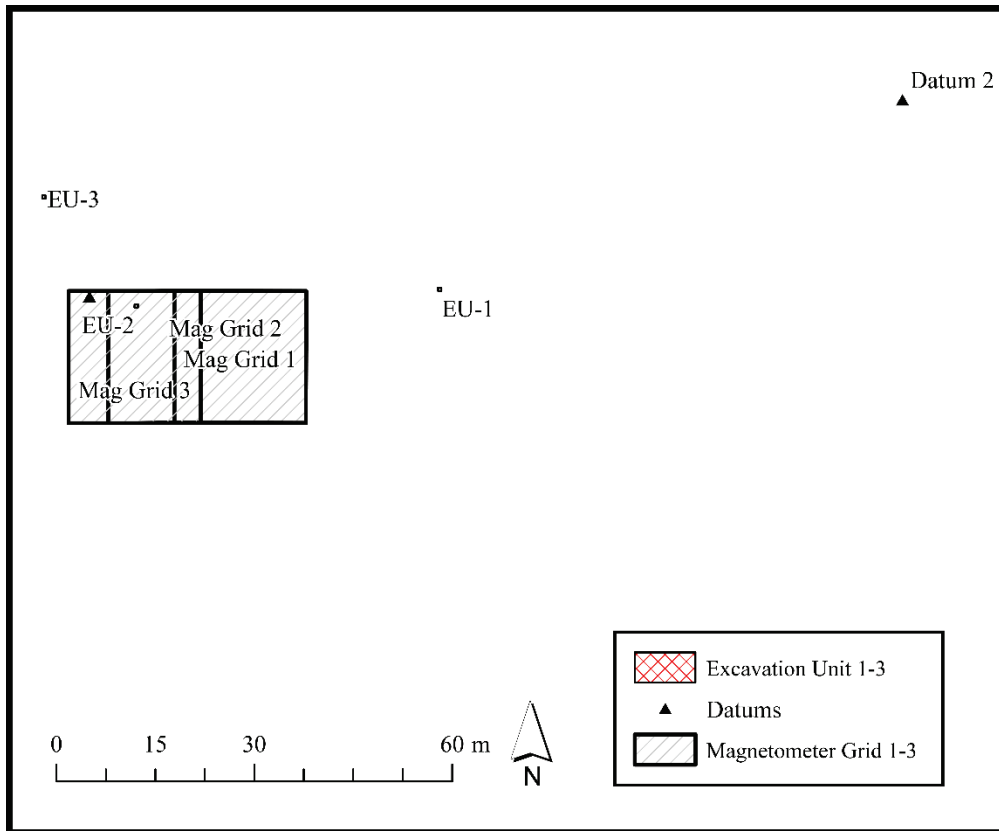 Datum 2
EU-3
EU-1
EU-2
Mag Grid 2
Mag Grid 1
Mag Grid 3
Excavation Unit 1-3
Datums
Magnetometer Grid 1-3
0 15 30 60 m
N